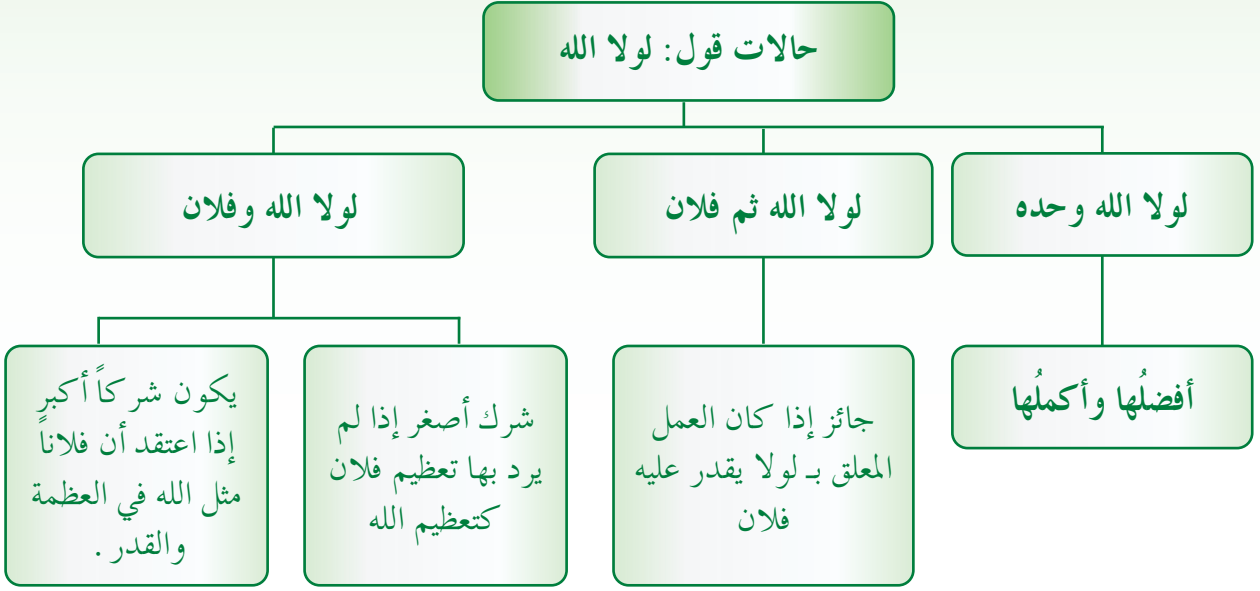 حالات قول: لولا الله
لولا الله وحده
لولا الله ثم فلان
لولا الله وفلان
أفضلُها وأكملُها
جائز إذا كان العمل
المعلق بـ لولا يقدر عليه
فلان
شرك أصغر إذا لم
يرد بها تعظيم فلان
كتعظيم الله
يكون شركاً أكبر
إذا اعتقد أن فلاناً
مثل الله في العظمة
والقدر .